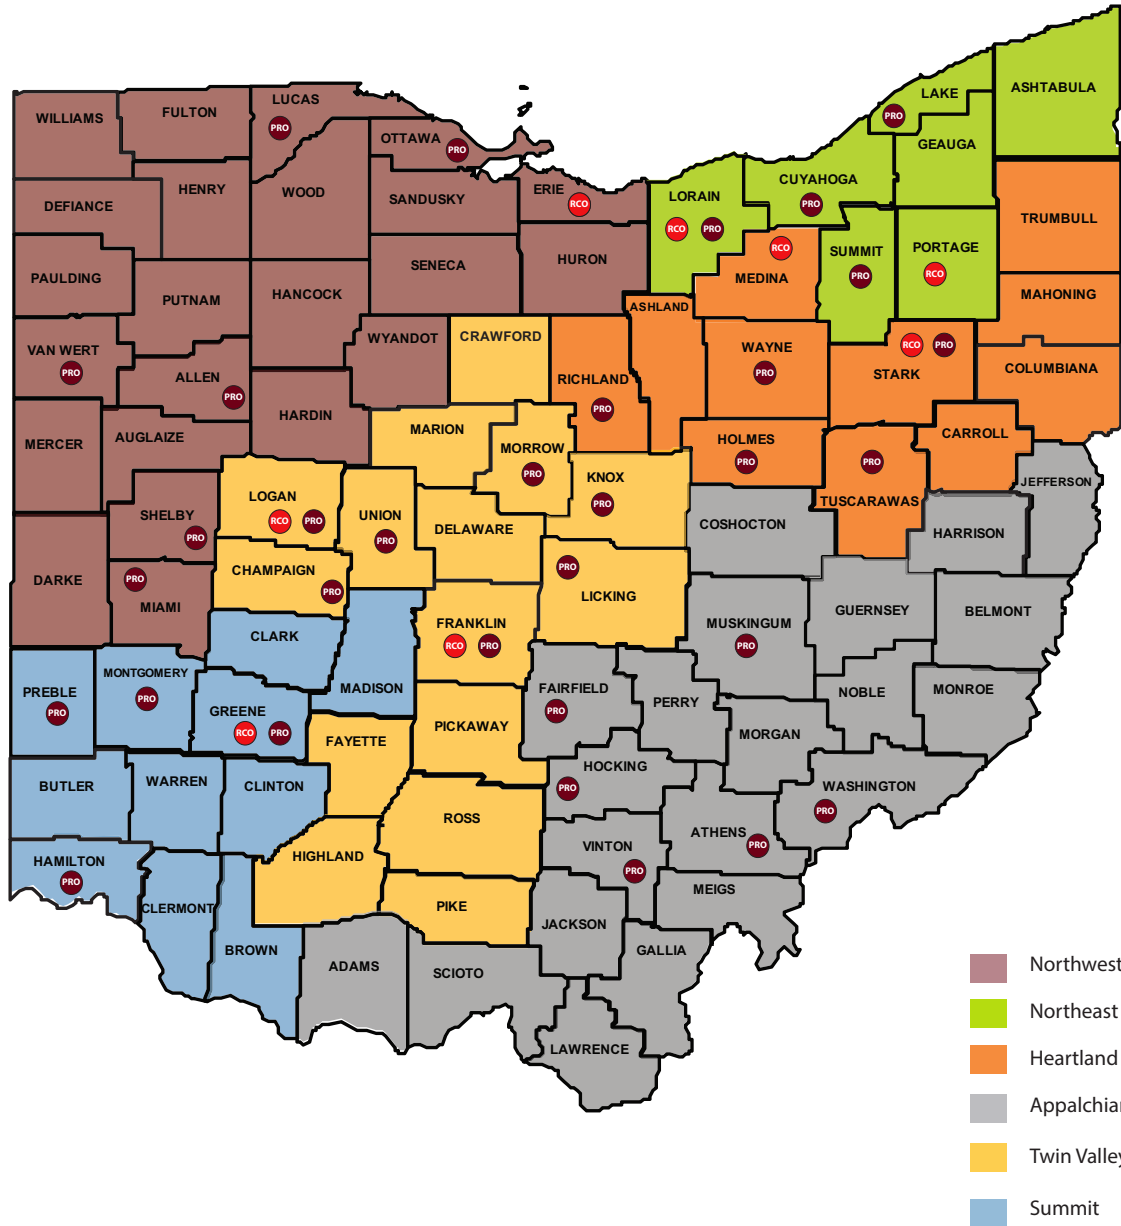 LAKE
ASHTABULA
LUCAS
FULTON
WILLIAMS
PRO
PRO
OTTAWA
PRO
GEAUGA
HENRY
WOOD
SANDUSKY
ERIE
RCO
LORAIN
RCO
PRO
CUYAHOGA
PRO
DEFIANCE
TRUMBULL
SENECA
HURON
MEDINA
RCO
SUMMIT
PRO
PORTAGE
RCO
PAULDING
PUTNAM
HANCOCK
ASHLAND
MAHONING
WYANDOT
CRAWFORD
WAYNE
PRO
RCO
PRO
STARK
COLUMBIANA
VAN WERT
PRO
ALLEN
PRO
RICHLAND
PRO
HARDIN
MERCER
AUGLAIZE
MARION
MORROW
PRO
HOLMES
PRO
CARROLL
PRO
TUSCARAWAS
JEFFERSON
KNOX
PRO
LOGAN
RCO
PRO
UNION
PRO
SHELBY
PRO
DELAWARE
COSHOCTON
HARRISON
DARKE
PRO
MIAMI
CHAMPAIGN
PRO
PRO
LICKING
GUERNSEY
BELMONT
CLARK
FRANKLIN
RCO
PRO
MUSKINGUM
PRO
MONTGOMERY
PRO
PREBLE
PRO
GREENE
RCO
PRO
MADISON
FAIRFIELD
PRO
PERRY
NOBLE
MONROE
FAYETTE
PICKAWAY
MORGAN
HOCKING
PRO
BUTLER
WARREN
CLINTON
WASHINGTON
PRO
ROSS
ATHENS
PRO
VINTON
PRO
HAMILTON
PRO
HIGHLAND
MEIGS
CLERMONT
PIKE
JACKSON
BROWN
ADAMS
SCIOTO
GALLIA
LAWRENCE
Northwest
Northeast
Heartland
Appalchian
Twin Valley
Summit